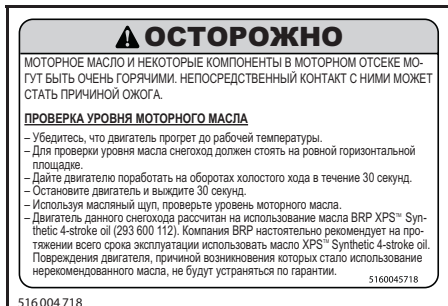 ОСТОРОЖНО
МОТОРНОЕ МАСЛО И НЕКОТОРЫЕ КОМПОНЕНТЫ В МОТОРНОМ ОТСЕКЕ МО-
ГУТ БЫТЬ ОЧЕНЬ ГОРЯЧИМИ. НЕПОСРЕДСТВЕННЫЙ КОНТАКТ С НИМИ МОЖЕТ
СТАТЬ ПРИЧИНОЙ ОЖОГА.
ПРОВЕРКА УРОВНЯ МОТОРНОГО МАСЛА
– Убедитесь, что двигатель прогрет до рабочей температуры.
– Для проверки уровня масла снегоход должен стоять на ровной горизонтальной
площадке.
– Дайте двигателю поработать на оборотах холостого хода в течение 30 секунд.
– Остановите двигатель и выждите 30 секунд.
– Используя масляный щуп, проверьте уровень моторного масла.
– Двигатель данного снегохода рассчитан на использование масла BRP XPS™ Syn-
thetic 4-stroke oil (293 600 112). Компания BRP настоятельно рекомендует на про-
тяжении всего срока эксплуатации использовать масло XPS™ Synthetic 4-stroke oil.
Повреждения двигателя, причиной возникновения которых стало использование
нерекомендованного масла, не будут устраняться по гарантии.
5160045718
516 004 718